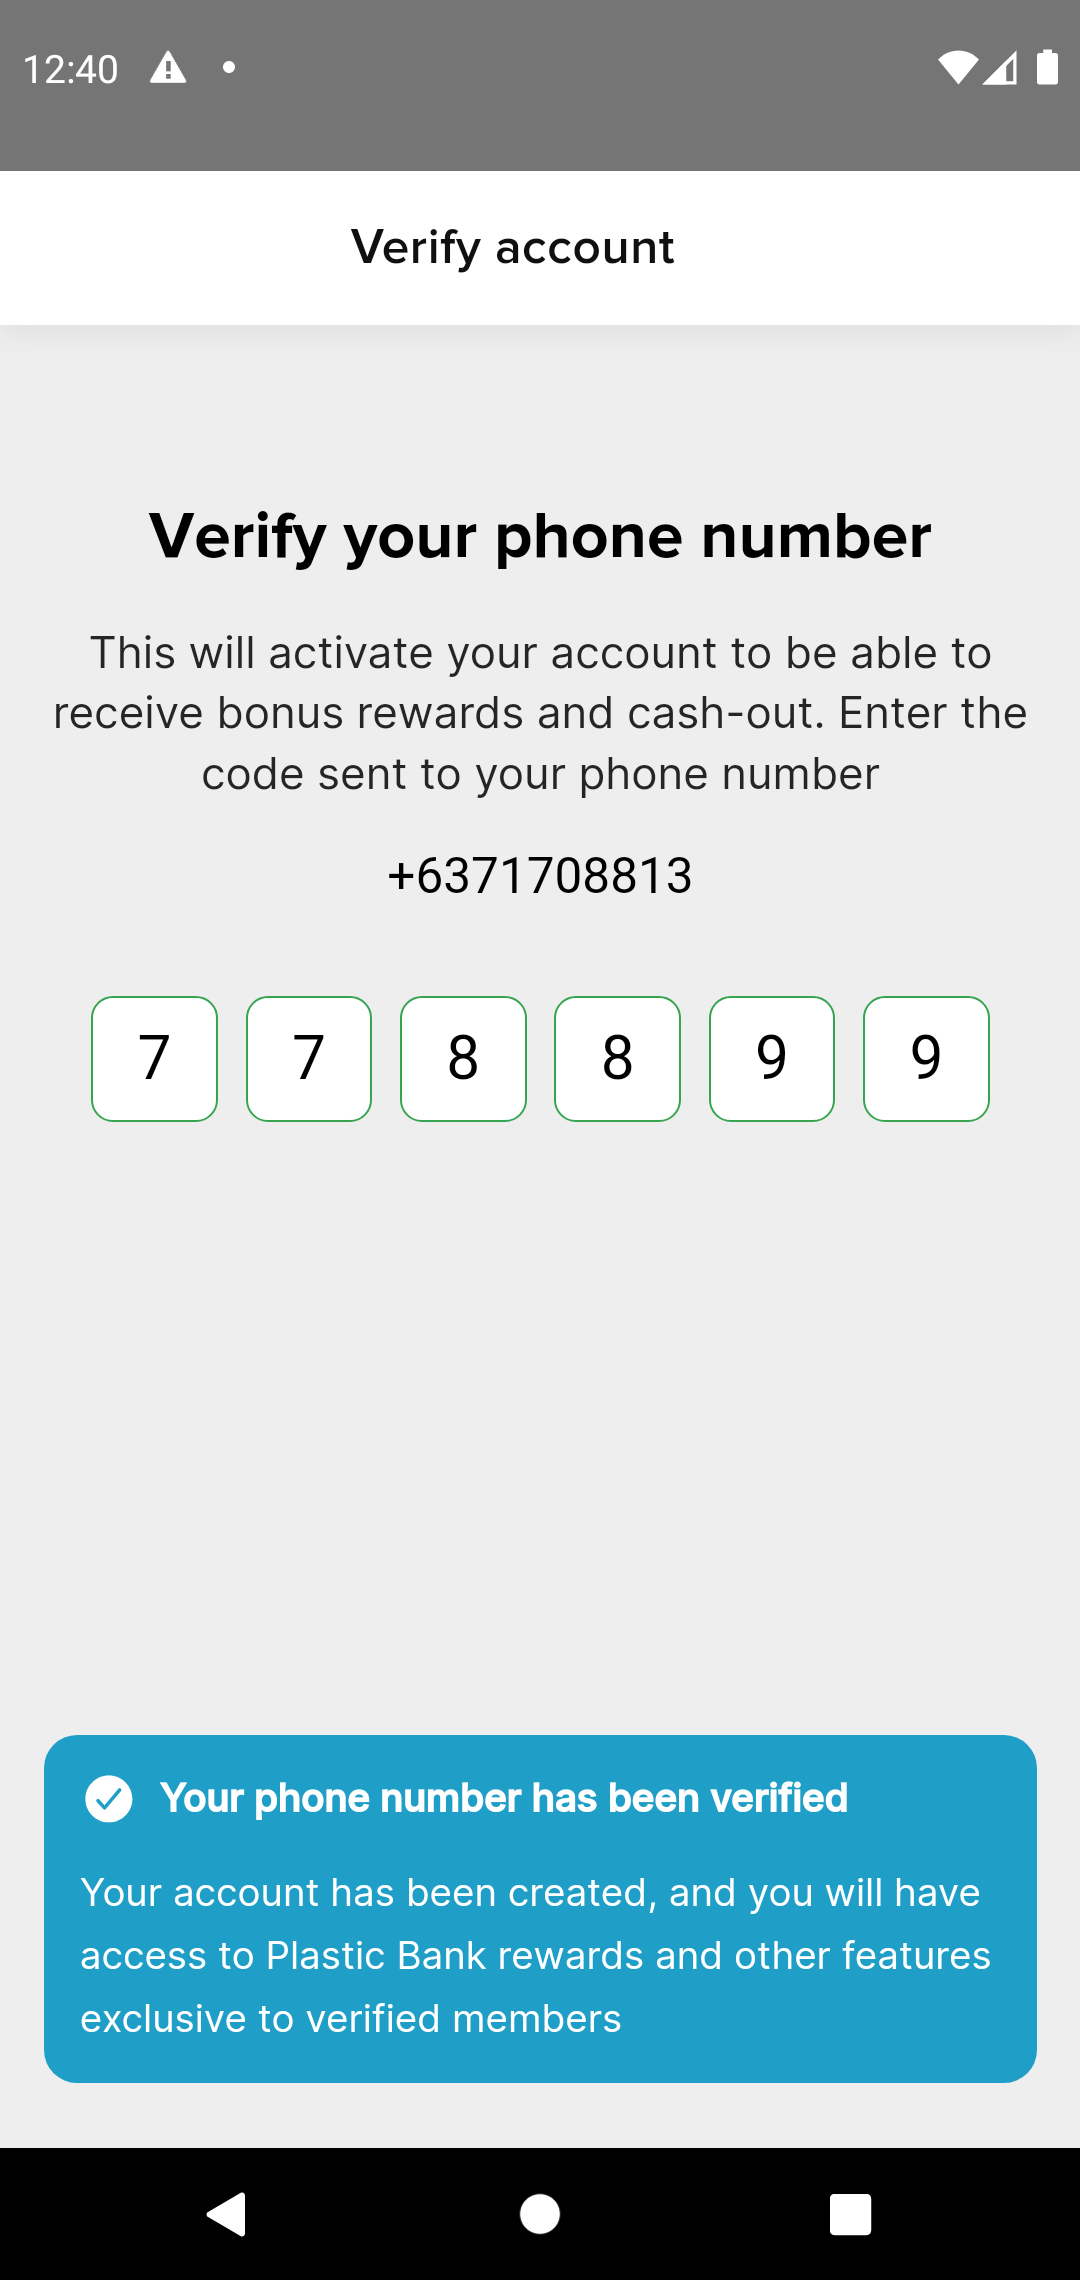 12:40
Verify account
Verify your phone number
This will activate your account to be able to
receive bonus rewards and cash-out. Enter the
code sent to your phone number
+6371708813
7 7 8 8 9 9
Your phone number has been verified
Your account has been created, and you will have
access to Plastic Bank rewards and other features
exclusive to verified members